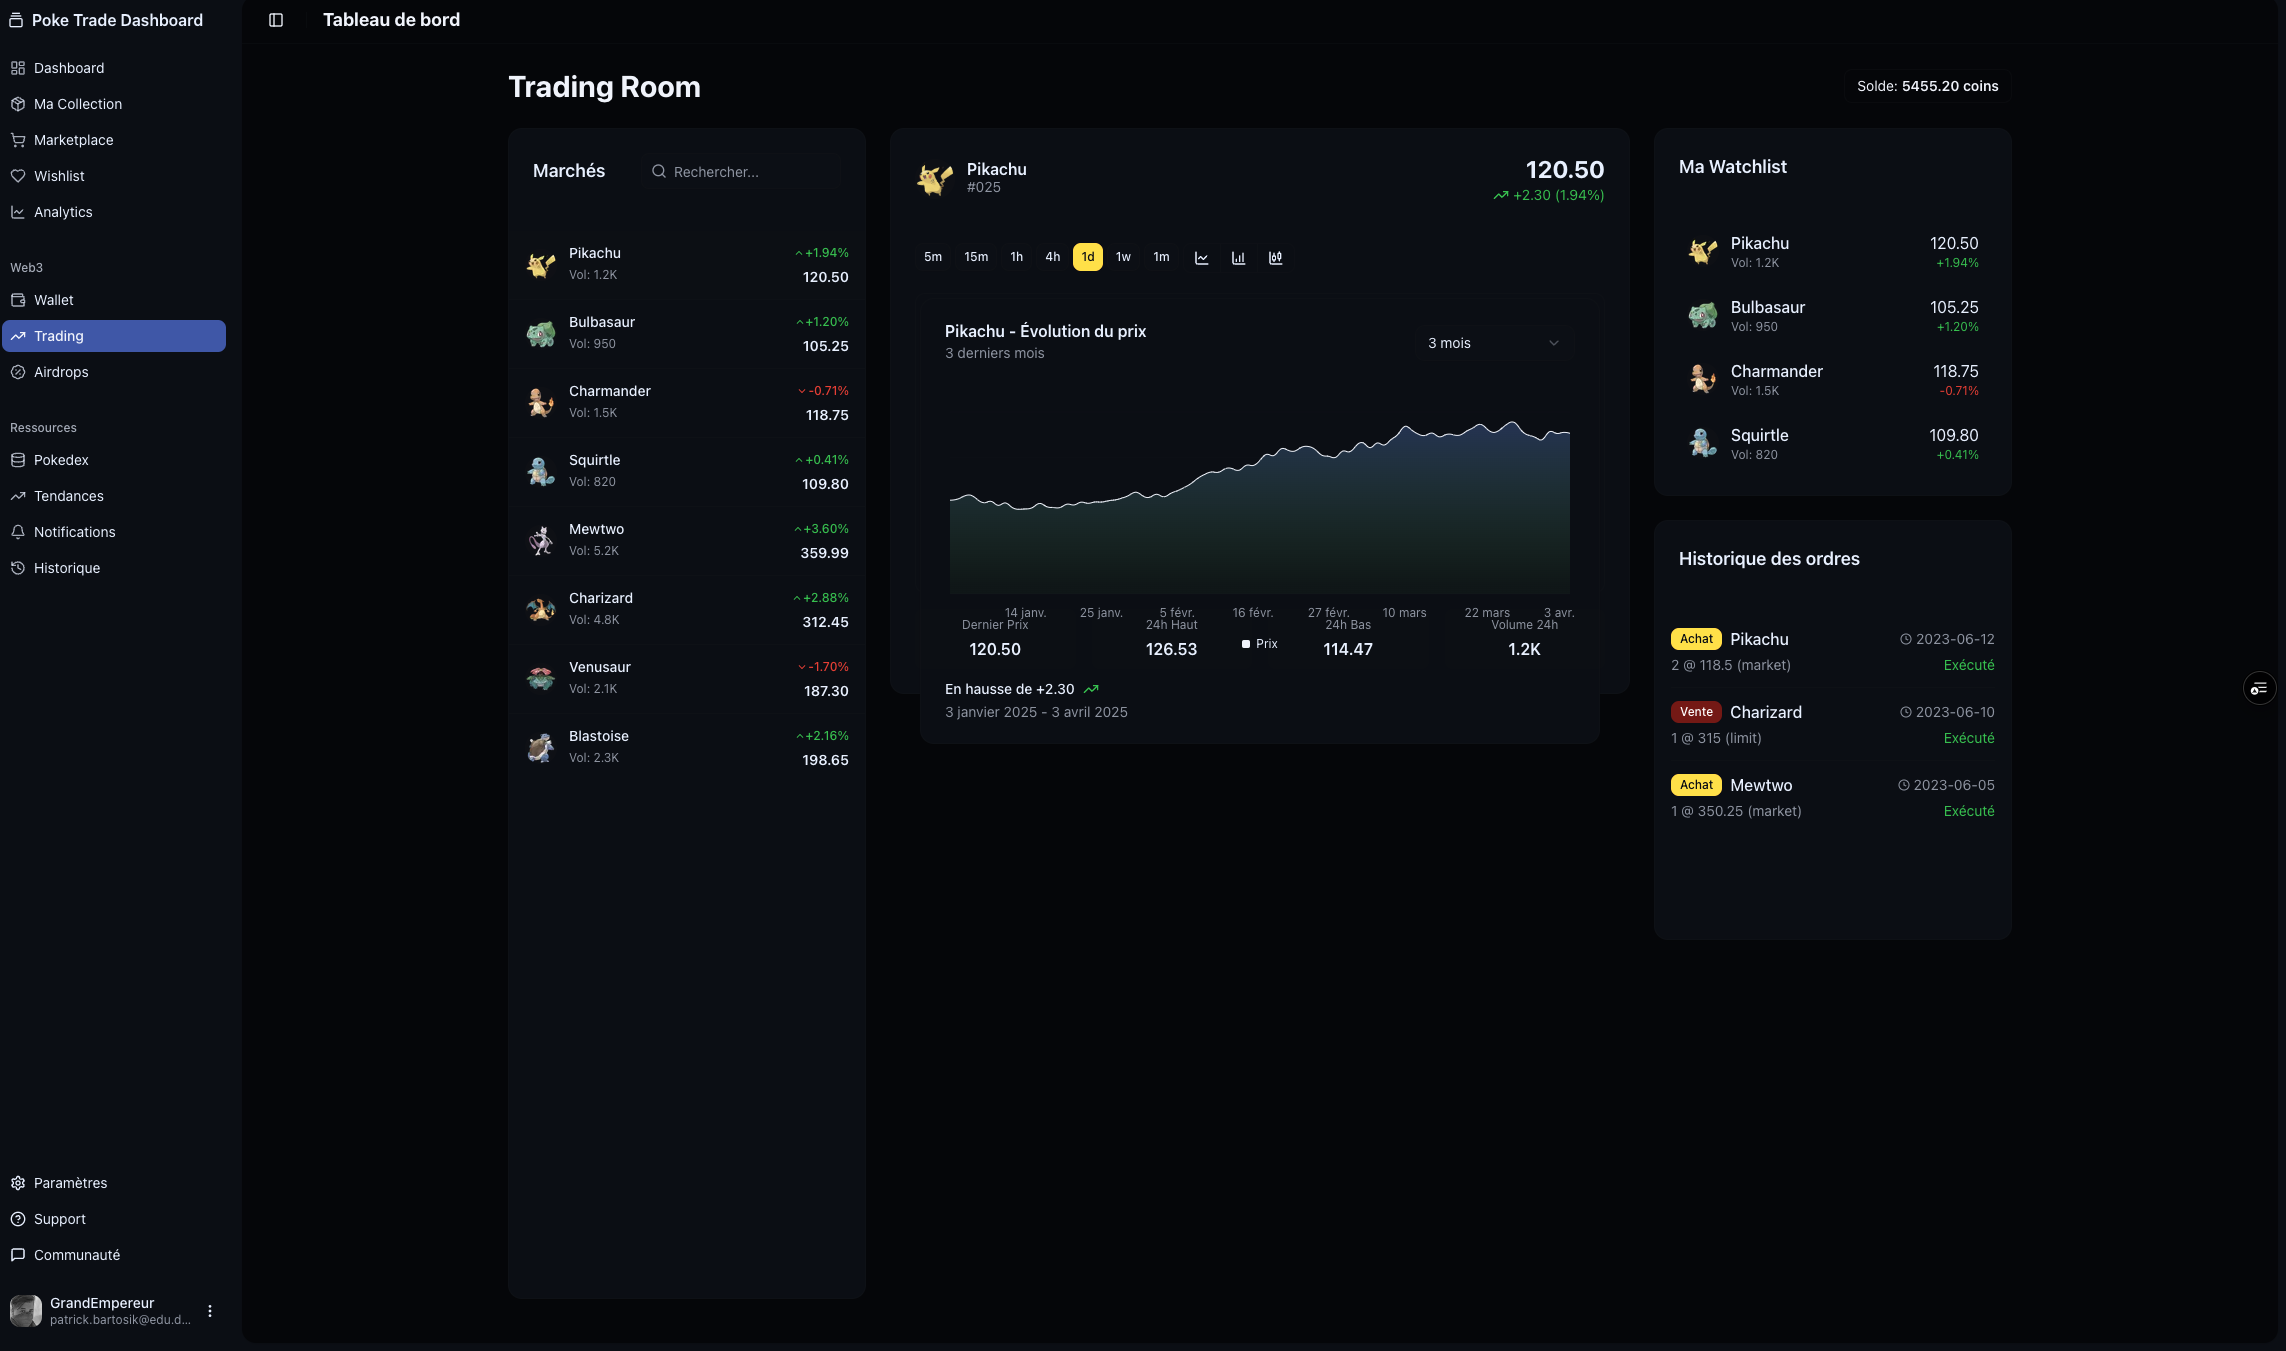 Poke Trade Dashboard
Dashboard
Ma Collection
Marketplace
Wishlist
Analytics
Web3
Wallet
Trading
Airdrops
Ressources
Pokedex
Tendances
Notifications
Historique
Paramètres
Support
Communauté
GrandEmpereur
patrick.bartosik@edu.d...
Tableau de bord
Trading Room
Solde: 5455.20 coins
Marchés
Rechercher...
Pikachu +1.94%
Vol: 1.2K 120.50
Bulbasaur +1.20%
Vol: 950 105.25
Charmander -0.71%
Vol: 1.5K 118.75
Squirtle +0.41%
Vol: 820 109.80
Mewtwo +3.60%
Vol: 5.2K 359.99
Charizard +2.88%
Vol: 4.8K 312.45
Venusaur -1.70%
Vol: 2.1K 187.30
Blastoise +2.16%
Vol: 2.3K 198.65
Pikachu 120.50
#025 +2.30 (1.94%)
5m 15m 1h 4h 1d 1w 1m
Pikachu - Évolution du prix
3 derniers mois
3 mois
14 janv. 25 janv. 5 févr. 16 févr. 27 févr. 10 mars 22 mars 3 avr.
Dernier Prix 24h Haut 24h Bas Volume 24h
Prix
120.50 126.53 114.47 1.2K
En hausse de +2.30
3 janvier 2025 - 3 avril 2025
Ma Watchlist
Pikachu 120.50
Vol: 1.2K +1.94%
Bulbasaur 105.25
Vol: 950 +1.20%
Charmander 118.75
Vol: 1.5K -0.71%
Squirtle 109.80
Vol: 820 +0.41%
Historique des ordres
Achat Pikachu 2023-06-12
2 @ 118.5 (market) Exécuté
Vente Charizard 2023-06-10
1 @ 315 (limit) Exécuté
Achat Mewtwo 2023-06-05
1 @ 350.25 (market) Exécuté